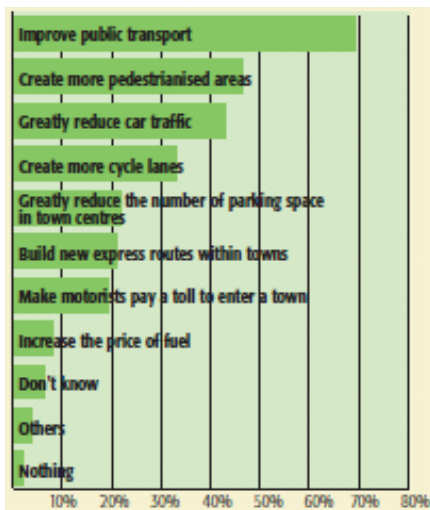 Improve public transport
Create more pedestrianised areas
Greatly reduce car traffic
Create more cycle lanes
Greatly reduce the number of parking space
in town centres
Build new express routes within towns
Make motorists pay a toll to enter a town
Increase the price of fuel
Don't know
Others
Nothing
10% 20% 30% 40% 50% 60% 70% 80%